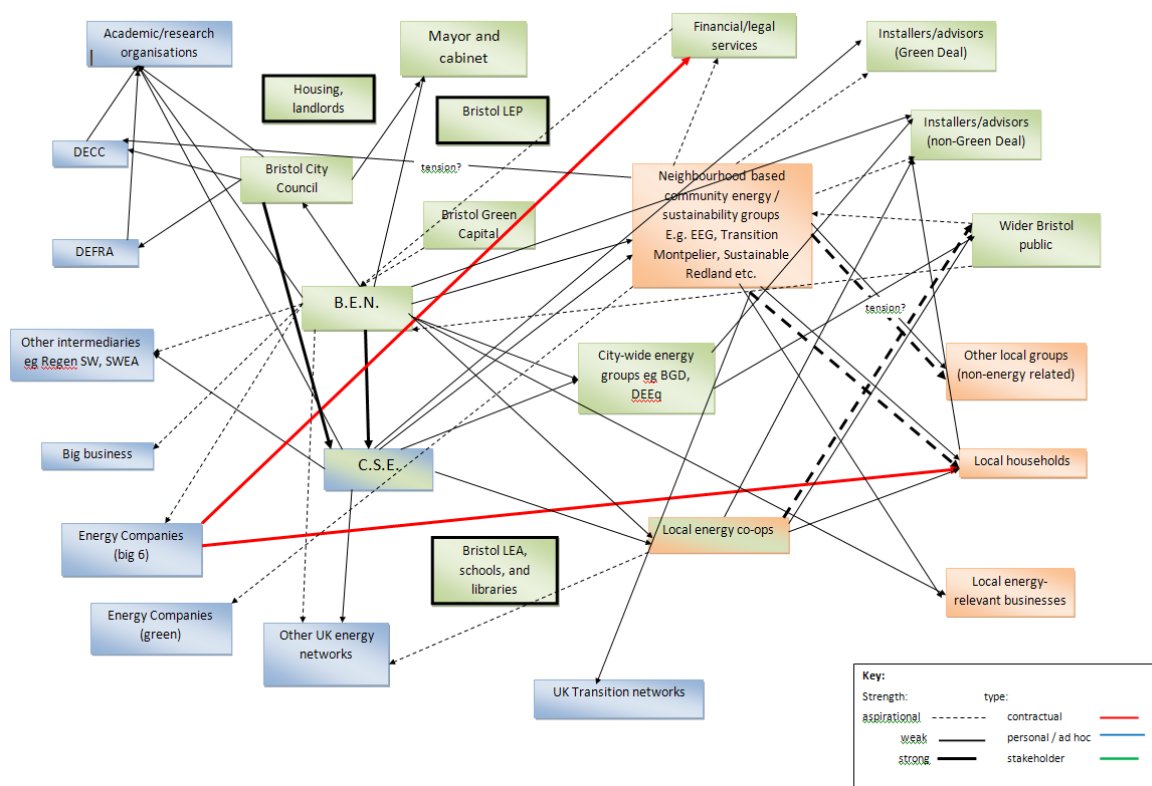 Academic/research
organisations
Mayor and
cabinet
Financial/legal
services
Installers/advisors
(Green Deal)
Housing,
landlords
Bristol LEP
Installers/advisors
(non-Green Deal)
DECC
Bristol City
Council
tension?
Neighbourhood based
community energy /
sustainability groups
E.g. EEG, Transition
Montpelier, Sustainable
Redland etc.
Bristol Green
Capital
Wider Bristol
public
DEFRA
B.E.N.
tension?
Other intermediaries
eg Regen SW, SWEA
City-wide energy
groups eg BGD,
DEEq
Other local groups
(non-energy related)
Big business
C.S.E.
Local households
Energy Companies
(big 6)
Local energy co-ops
Bristol LEA,
schools, and
libraries
Local energy-
relevant businesses
Energy Companies
(green)
Other UK energy
networks
UK Transition networks
Key:
Strength: type:
aspirational contractual
weak personal / ad hoc
strong stakeholder